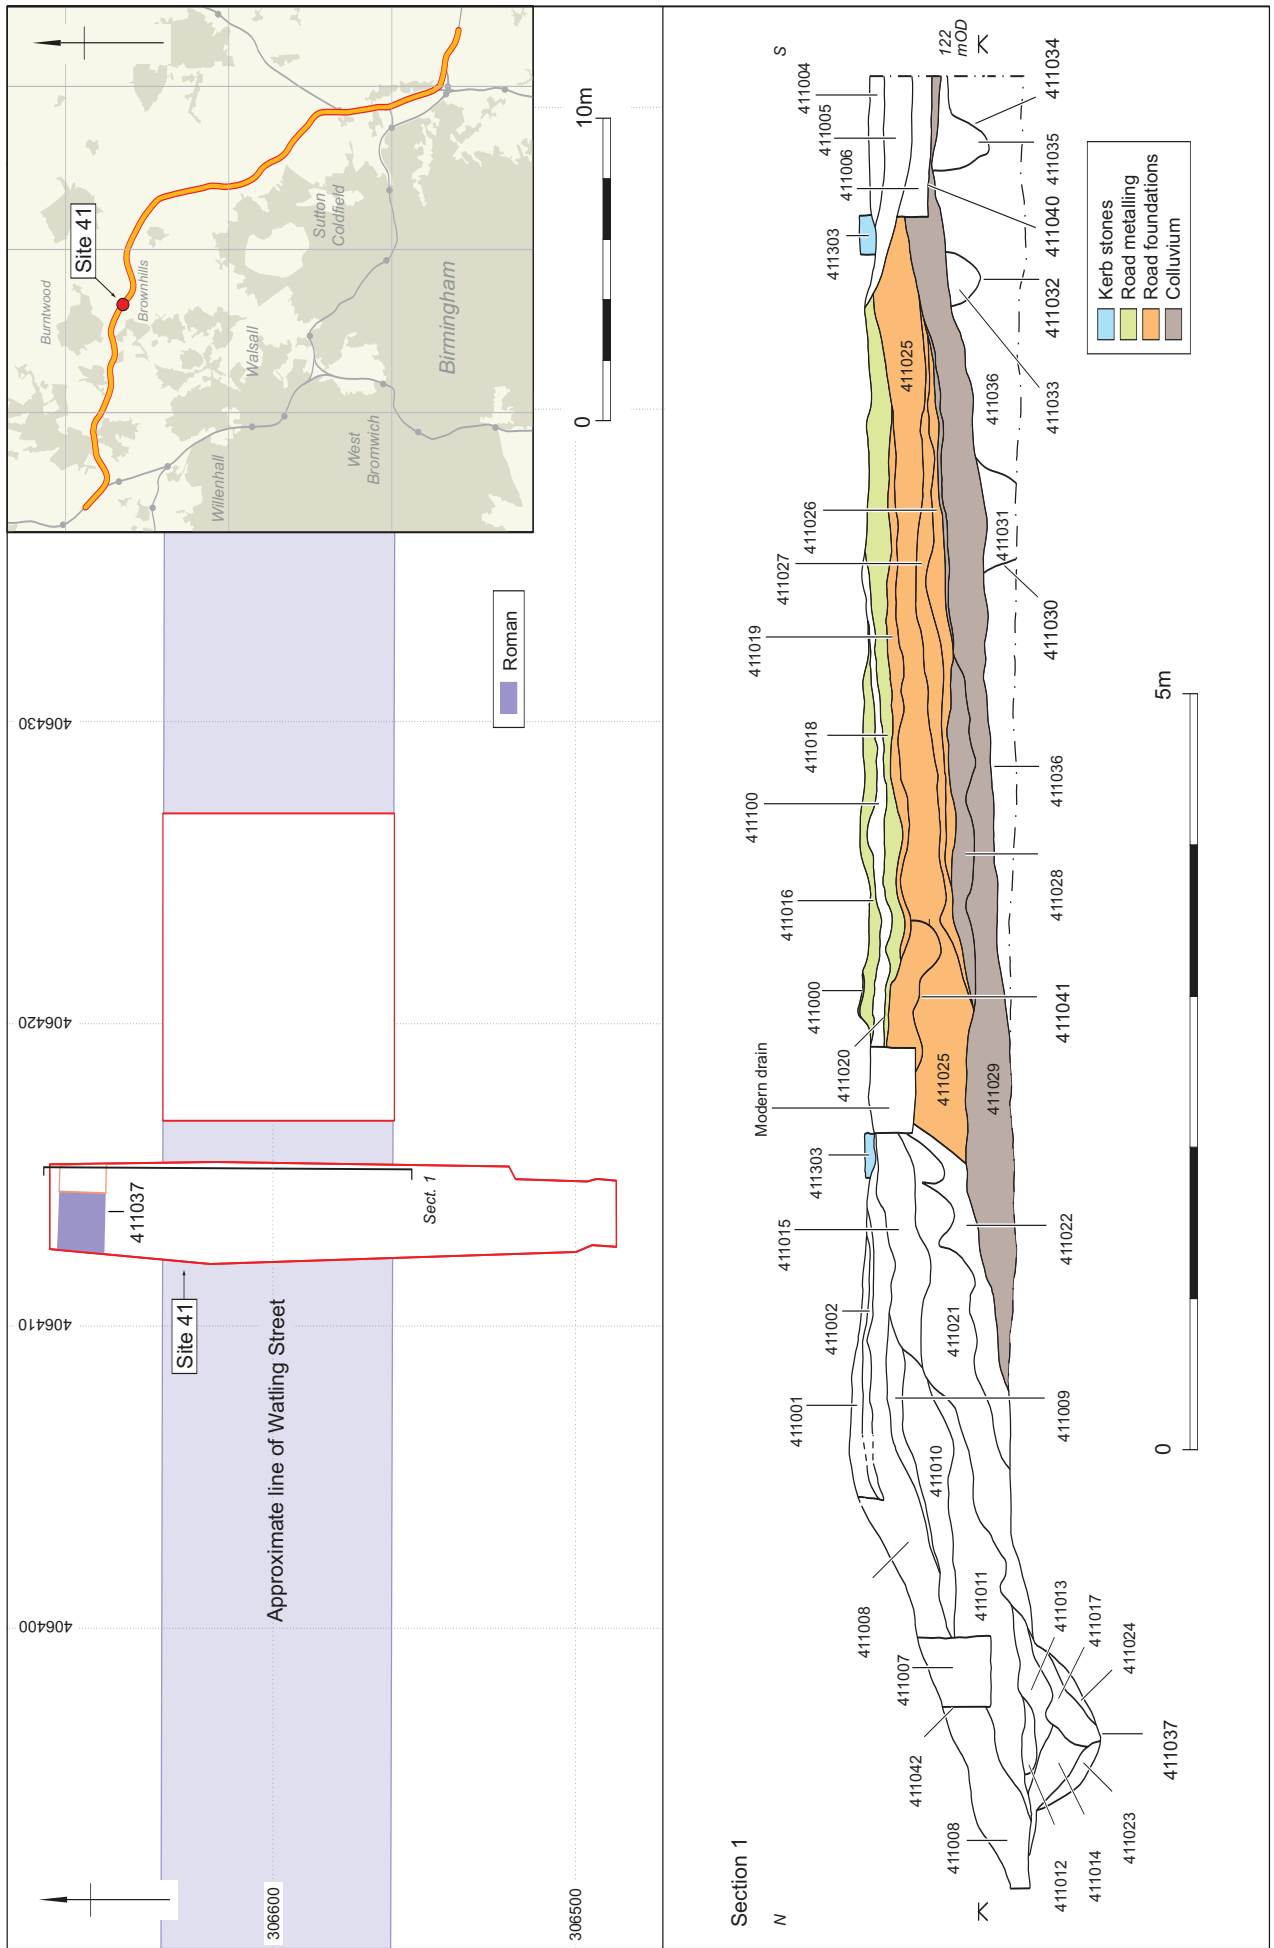 Burntwood
Site 41
Brownhills
Sutton
Coldfield
Walsall
Birmingham
Willenhall
West
Bromwich
0
10m
Roman
406430
406420
406410
406400
306600
306500
Site 41
Approximate line of Watling Street
411037
Sect. 1
Section 1
N
S
122
mOD
411004
411005
411006
411303
411025
411026
411027
411019
411018
411100
411016
411000
411020
Modern drain
411303
411015
411002
411001
411008
411007
411042
411008
411034
411035
411040
411032
411033
411036
411031
411030
411036
411028
411041
411025
411029
411022
411021
411009
411010
411011
411013
411017
411024
411037
411023
411014
411012
Kerb stones
Road metalling
Road foundations
Colluvium
0
5m